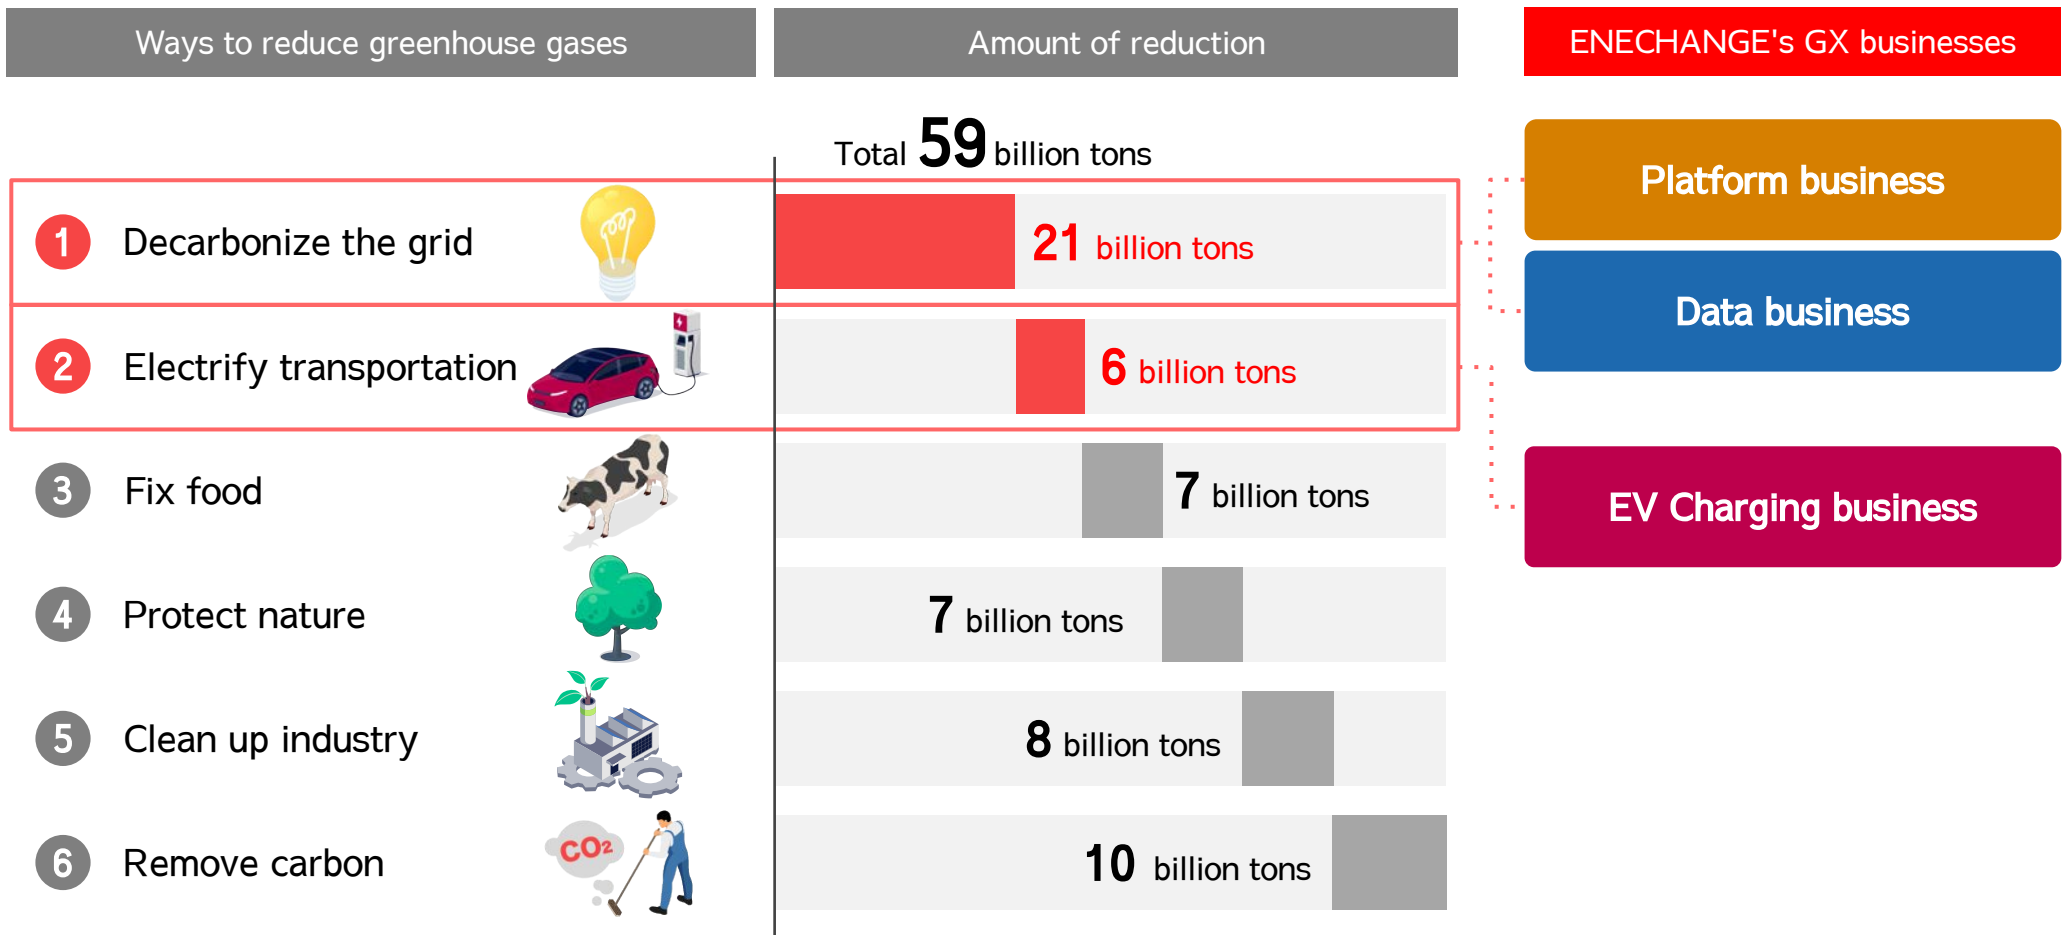 Ways to reduce greenhouse gases
Amount of reduction
ENECHANGE's GX businesses
Total 59 billion tons
1 Decarbonize the grid
21 billion tons
2 Electrify transportation
6 billion tons
3 Fix food
7 billion tons
4 Protect nature
7 billion tons
5 Clean up industry
8 billion tons
6 Remove carbon
CO2
10 billion tons
Platform business
Data business
EV Charging business